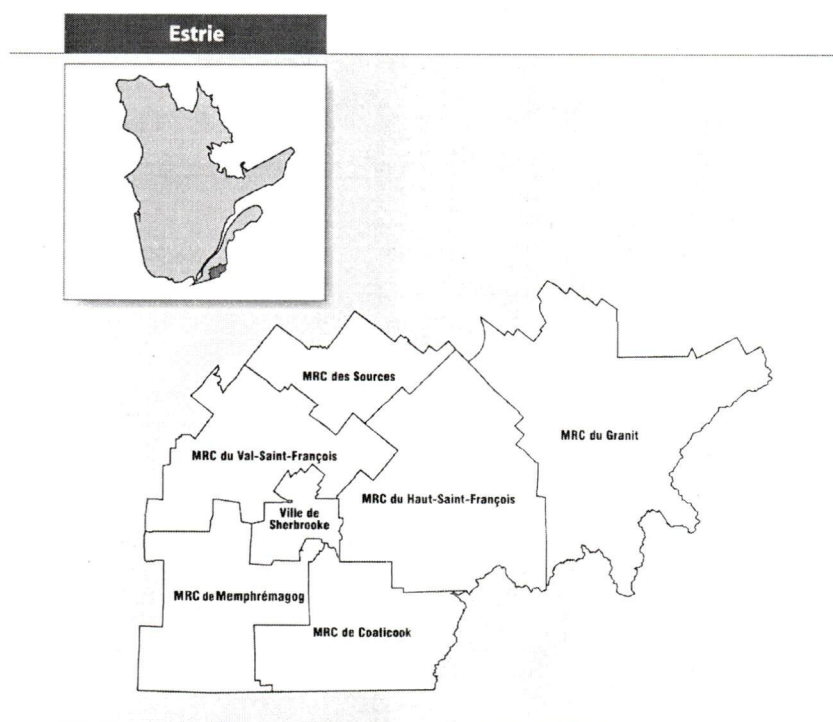 Estrie
MRC des Sources
MRC du Granit
MRC du Val-Saint-François
MRC du Haut-Saint-François
Ville de
Sherbrooke
MRC de Memphrémagog
MRC de Coaticook